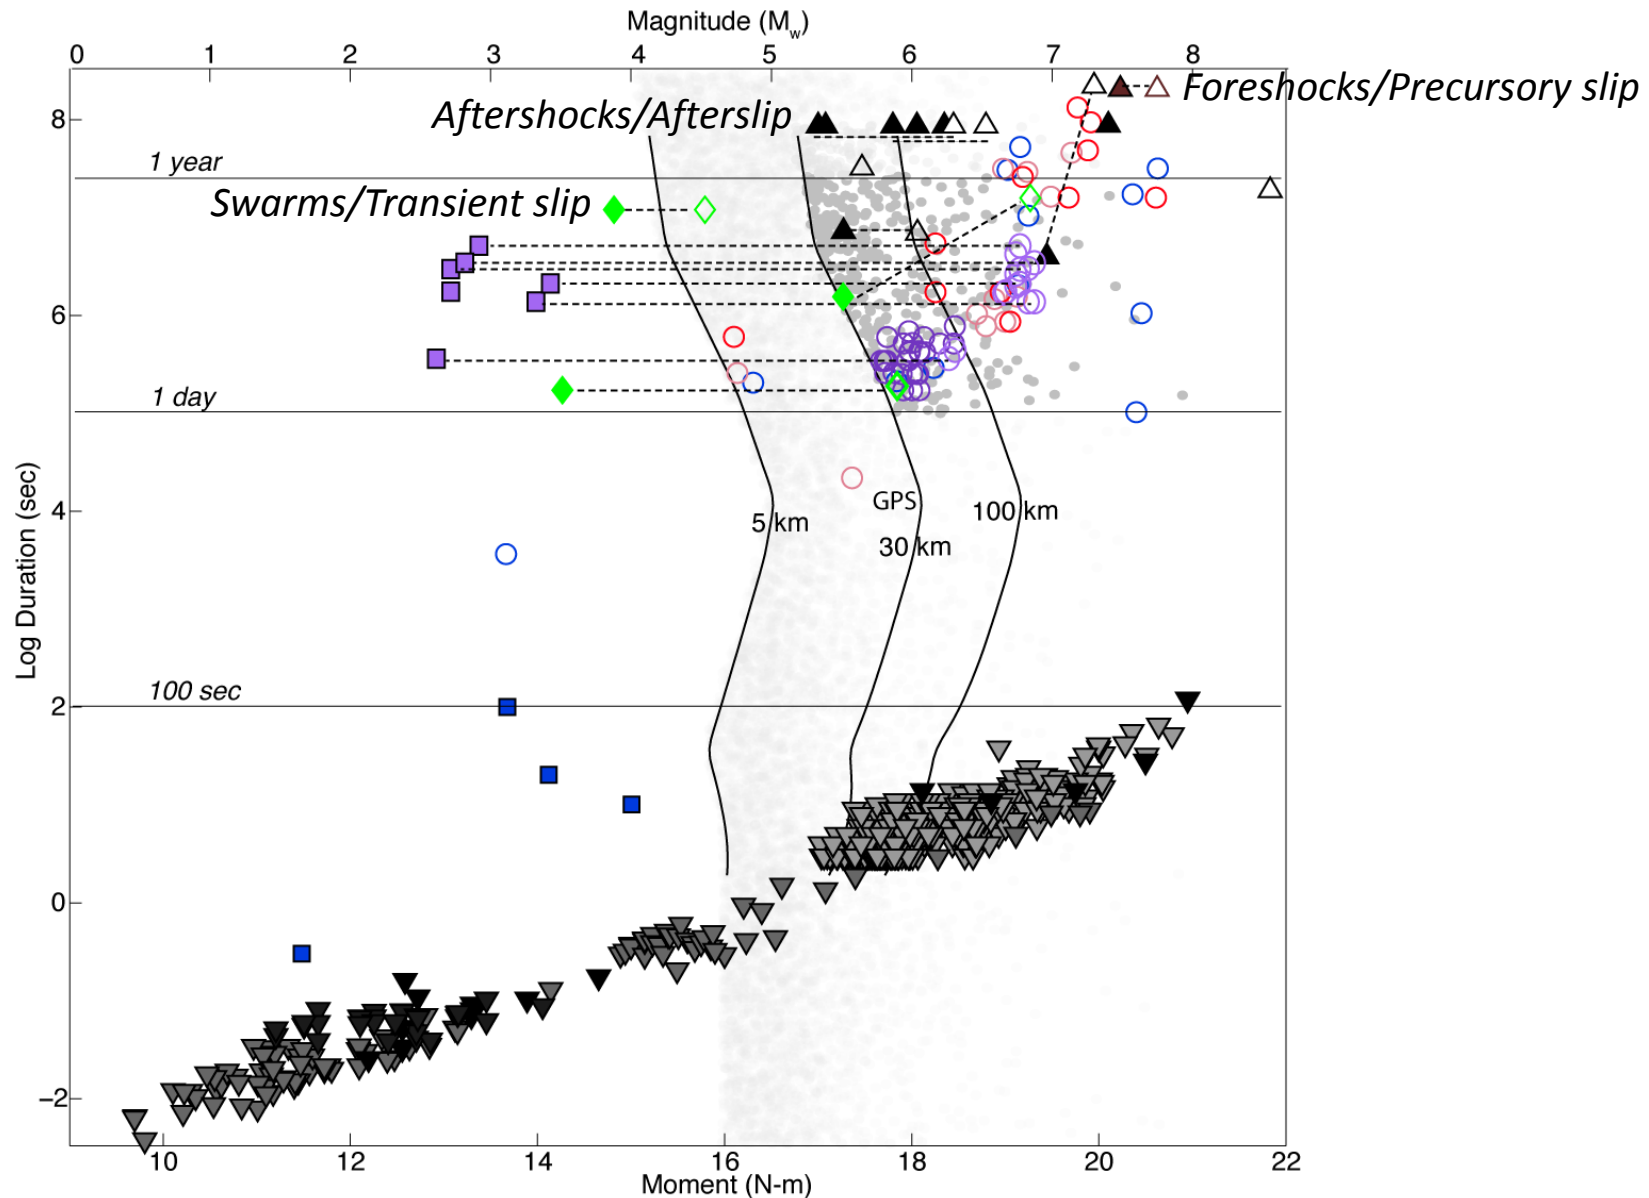 Magnitude (Mw)
0 1 2 3 4 5 6 7 8
Foreshocks/Precursory slip
Aftershocks/Afterslip
8
1 year
Swarms/Transient slip
6
1 day
Log Duration (sec)
4
GPS
5 km
100 km
30 km
100 sec
2
0
−2
10 12 14 16 18 20 22
Moment (N-m)